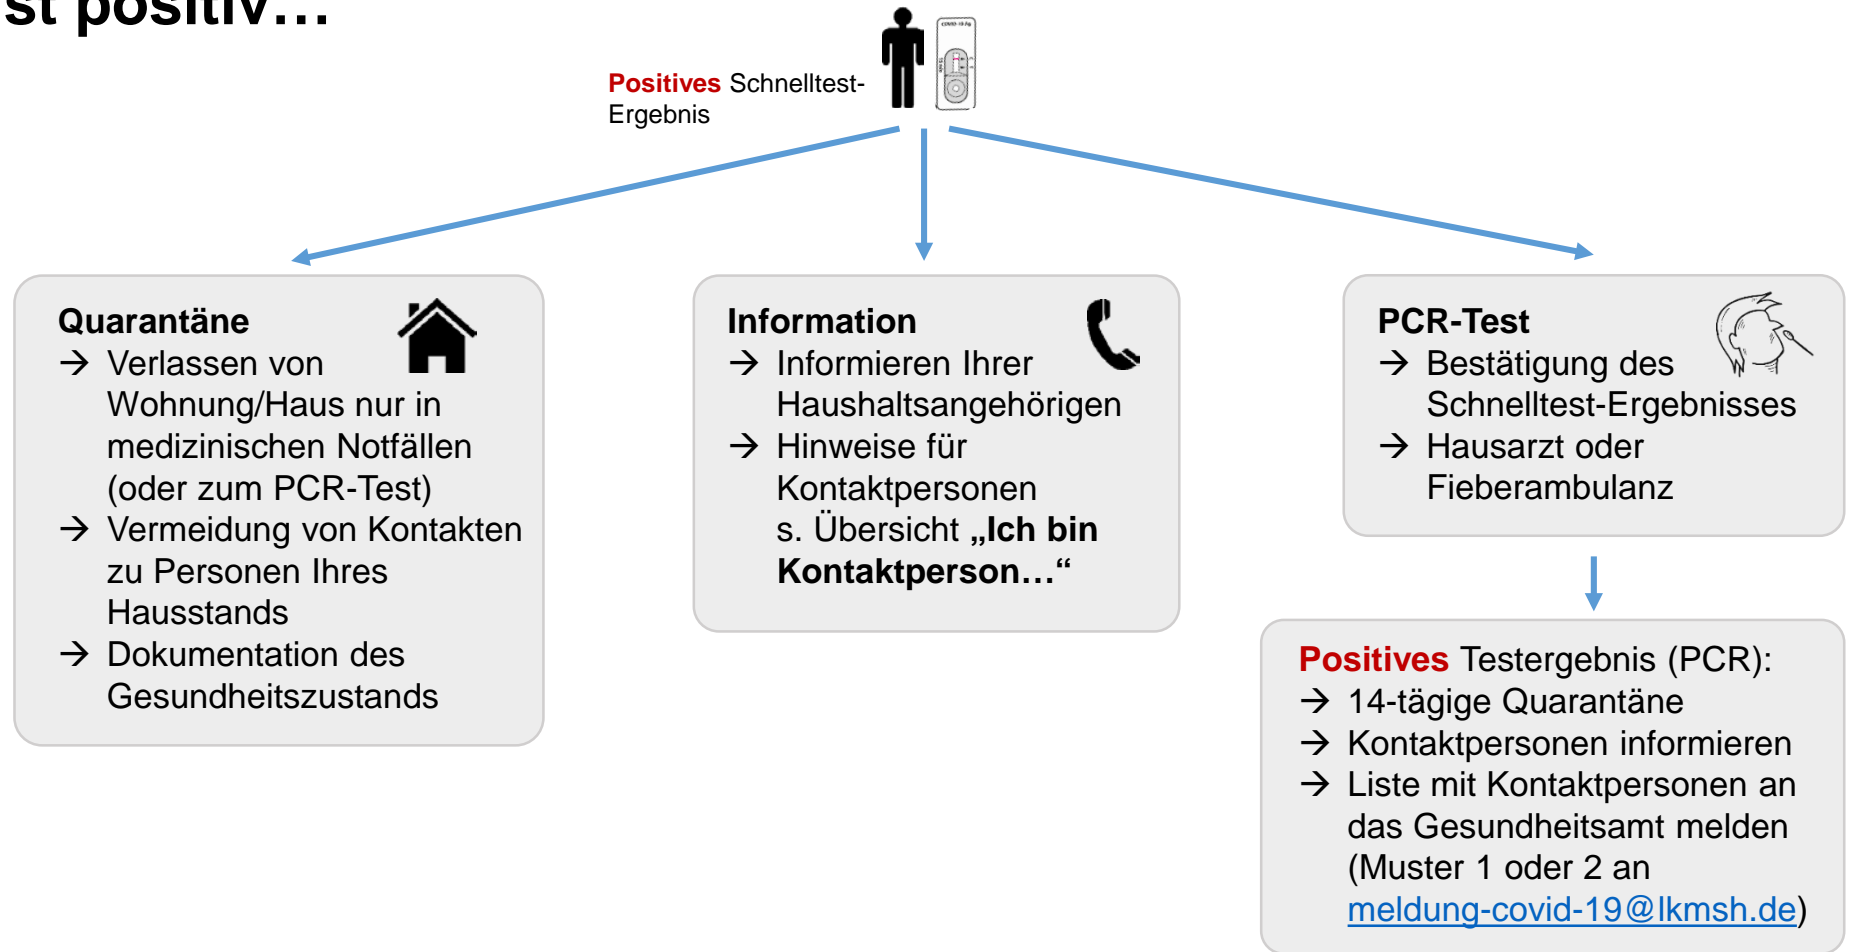 st positiv…
Positives Schnelltest-
Ergebnis
COVID-19 Ag
Quarantäne
→ Verlassen von
Wohnung/Haus nur in
medizinischen Notfällen
(oder zum PCR-Test)
→ Vermeidung von Kontakten
zu Personen Ihres
Hausstands
→ Dokumentation des
Gesundheitszustands
Information
→ Informieren Ihrer
Haushaltsangehörigen
→ Hinweise für
Kontaktpersonen
s. Übersicht „Ich bin
Kontaktperson…“
PCR-Test
→ Bestätigung des
Schnelltest-Ergebnisses
→ Hausarzt oder
Fieberambulanz
Positives Testergebnis (PCR):
→ 14-tägige Quarantäne
→ Kontaktpersonen informieren
→ Liste mit Kontaktpersonen an
das Gesundheitsamt melden
(Muster 1 oder 2 an
meldung-covid-19@lkmsh.de)